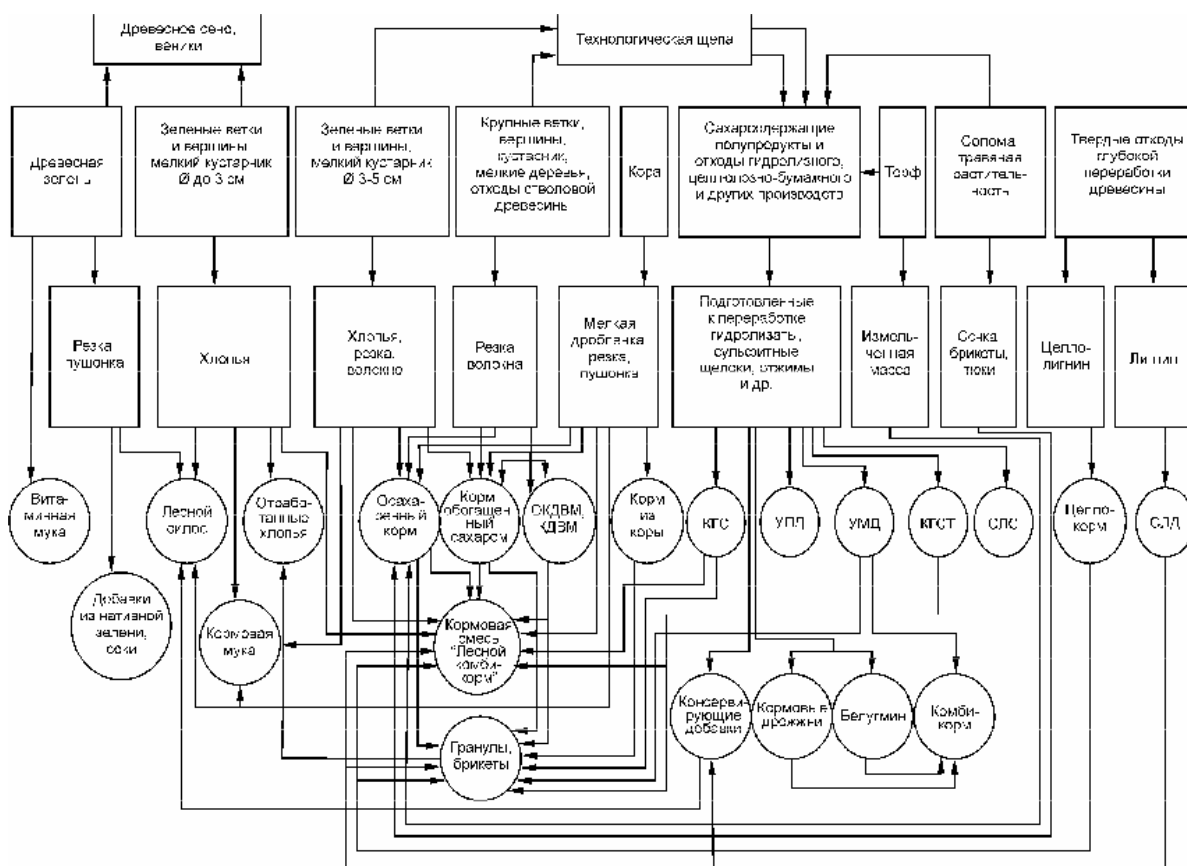 Древесное сено,
веники
Технологическая щепа
Древесная
зелень
Зеленые ветки
и вершины
мелкий кустарник
Ø до 3 см
Зеленые ветки
и вершины,
мелкий кустарник
Ø 3-5 см
Крупные ветки,
вершины,
кустарник,
мелкие деревья,
отходы стволовой
древесины
Кора
Сахарсодержащие
полупродукты и
отходы гидролизного,
целлюлозно-бумажного
и других производств
Торф
Солома
травяная
раститель-
ность
Твердые отходы
глубокой
переработки
древесины
Резка
пушонка
Хлопья
Хлопья,
резка,
волокно
Резка
волокна
Мелкая
дробленка
резка,
пушонка
Подготовленные
к переработке
гидролизаты,
сульфитные
щелоки, отжимы
и др.
Измель-
ченная
масса
Сечка
брикеты,
тюки
Целло-
лигнин
Лигнин
Вита-
минная
мука
Лесной
силос
Отрабо-
танные
хлопья
Осаха-
ренный
корм
Корм
обогащен-
ный
сахаром
ОКДВМ,
КДВМ
Корм
из
коры
КГС
УПД
УМД
КГСТ
СЛС
Целло-
корм
СЛД
Добавки
из нативной
зелени,
соки
Кормовая
мука
Кормовая
смесь
"Лесной
комби-
корм"
Гранулы,
брикеты
Консерви-
рующие
добавки
Кормовые
дрожжи
Белугмин
Комби-
корм